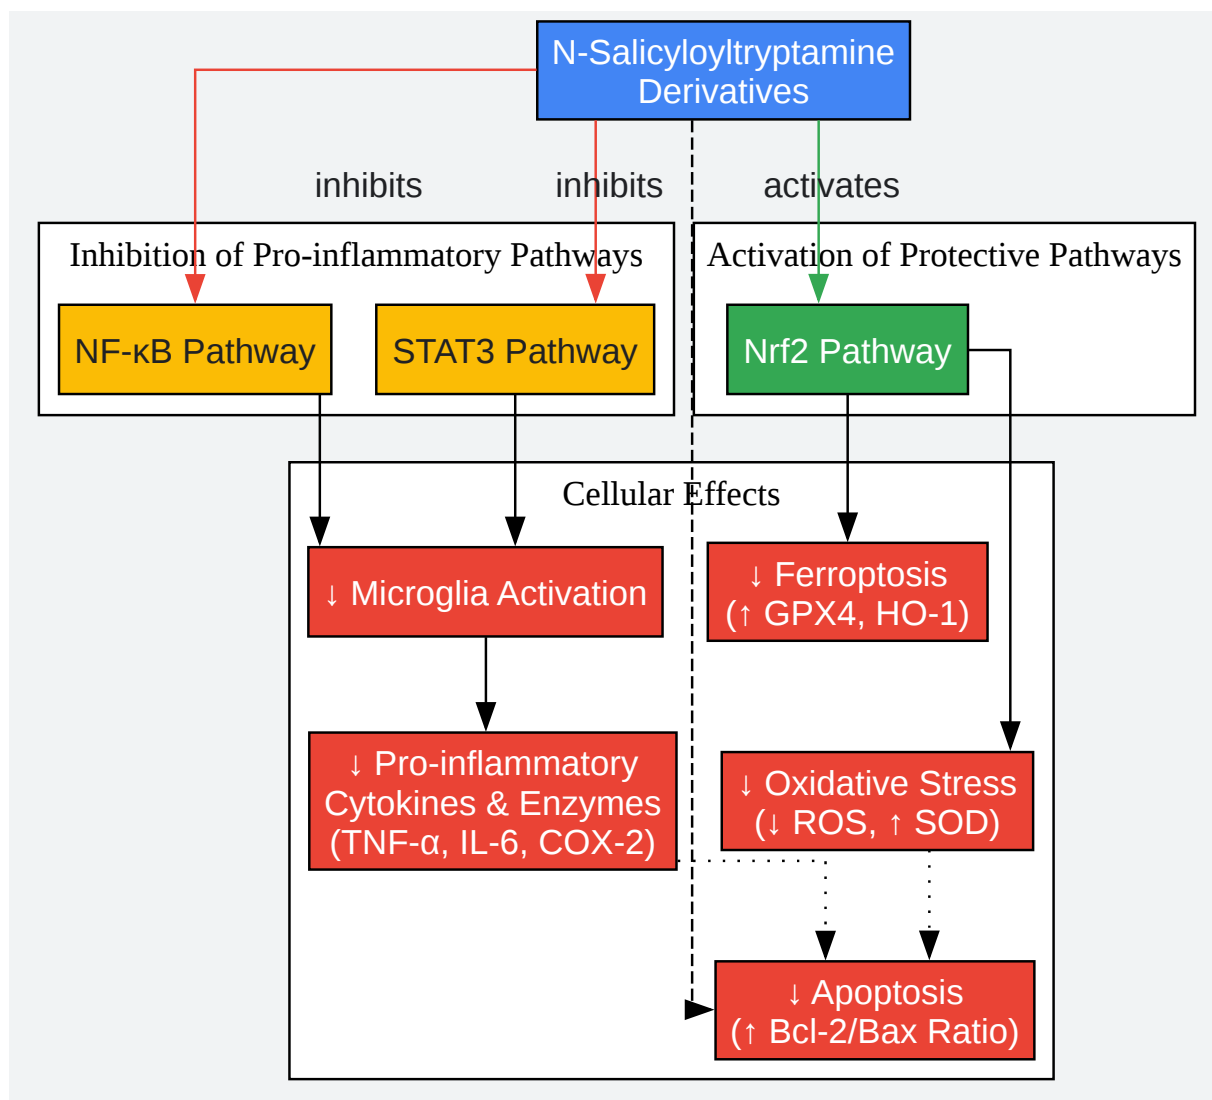 N-Salicyloyltryptamine
Derivatives
inhibits
inhibits
activates
Inhibition of Pro-inflammatory Pathways
Activation of Protective Pathways
NF-κB Pathway
STAT3 Pathway
Nrf2 Pathway
Cellular Effects
↓ Microglia Activation
↓ Ferroptosis
(↑ GPX4, HO-1)
↓ Pro-inflammatory
Cytokines & Enzymes
(TNF-α, IL-6, COX-2)
↓ Oxidative Stress
(↓ ROS, ↑ SOD)
↓ Apoptosis
(↑ Bcl-2/Bax Ratio)